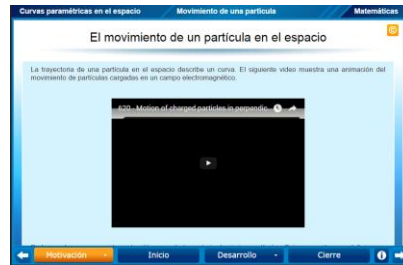 Curvas paramétricas en el espacio Movimiento de una partícula Matemáticas
El movimiento de un partícula en el espacio
La trayectoria de una partícula en el espacio describe un curva. El siguiente video muestra una animación del
movimiento de partículas cargadas en un campo electromagnético.
620 - Motion of charged particles in perpendic
Motivación Inicio Desarrollo Cierre